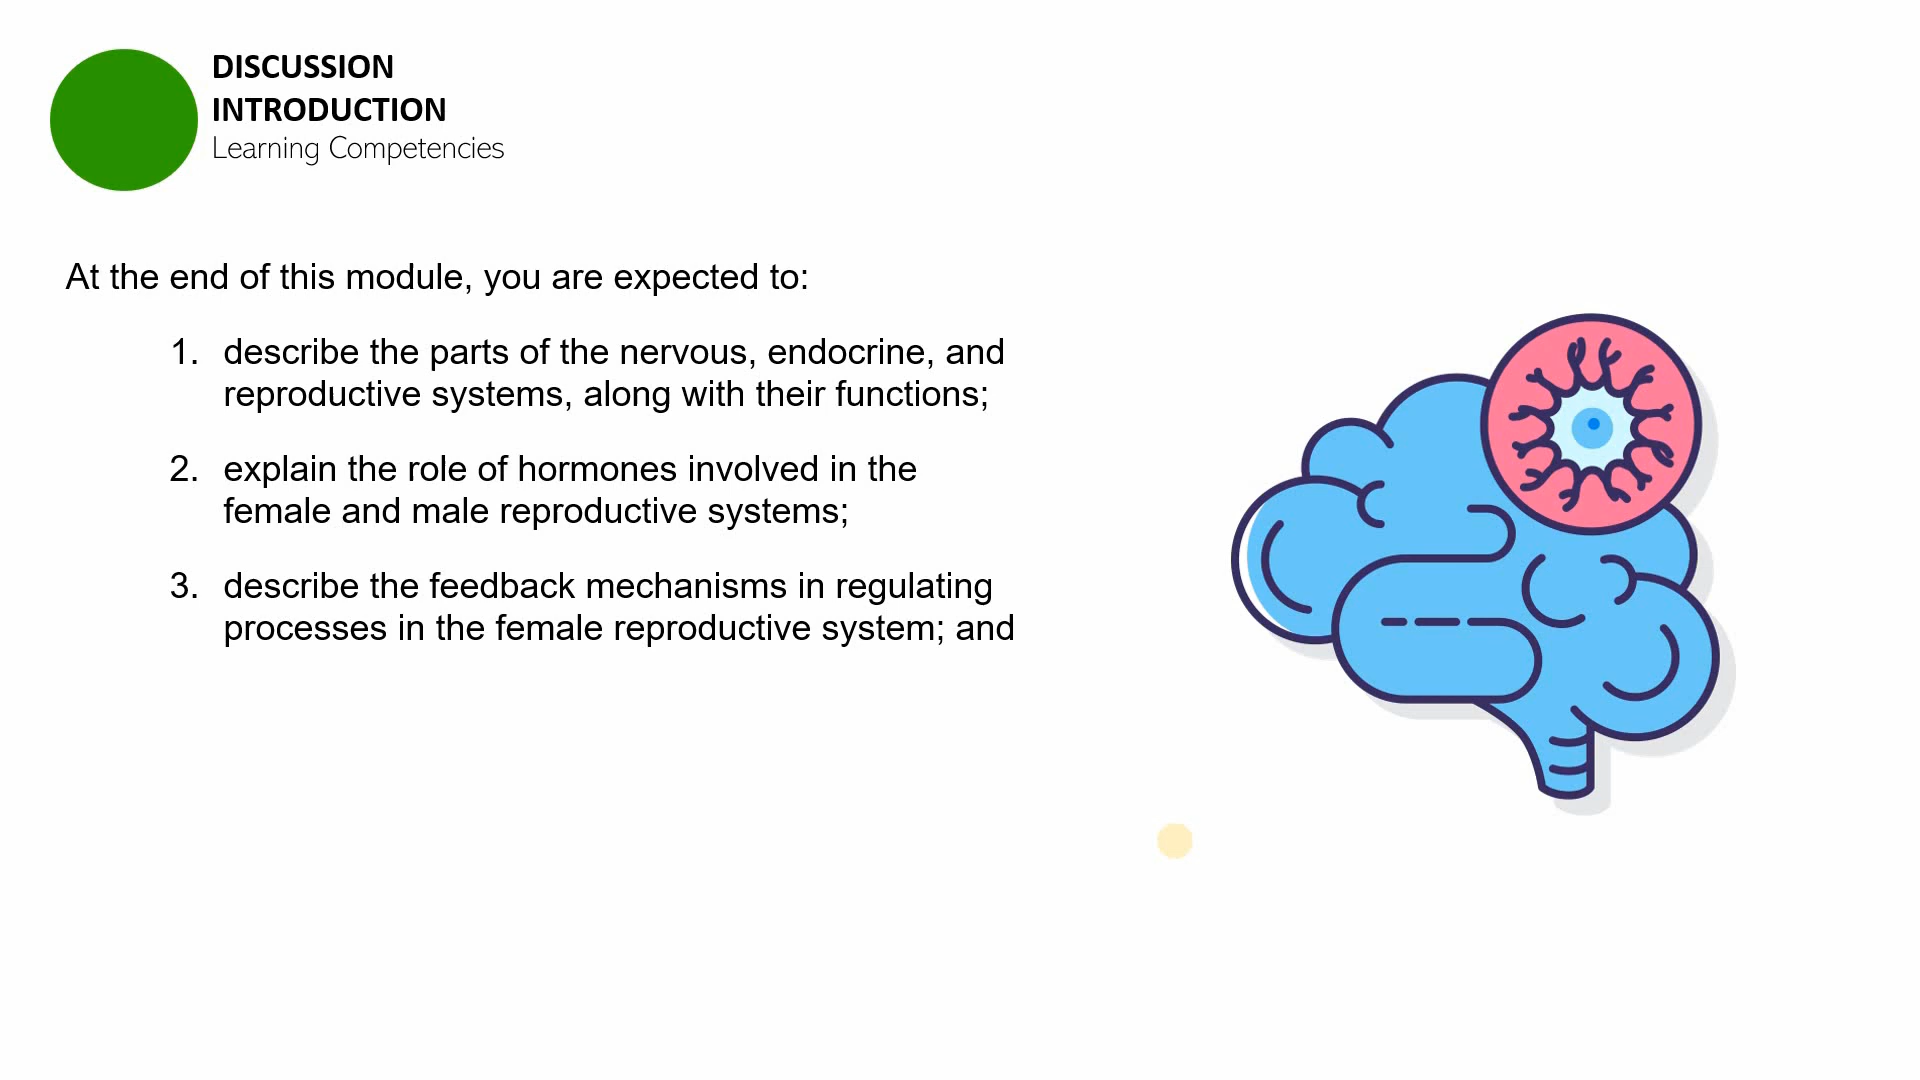 DISCUSSION
INTRODUCTION
Learning Competencies
At the end of this module, you are expected to:
1. describe the parts of the nervous, endocrine, and
reproductive systems, along with their functions;
2. explain the role of hormones involved in the
female and male reproductive systems;
3. describe the feedback mechanisms in regulating
processes in the female reproductive system; and